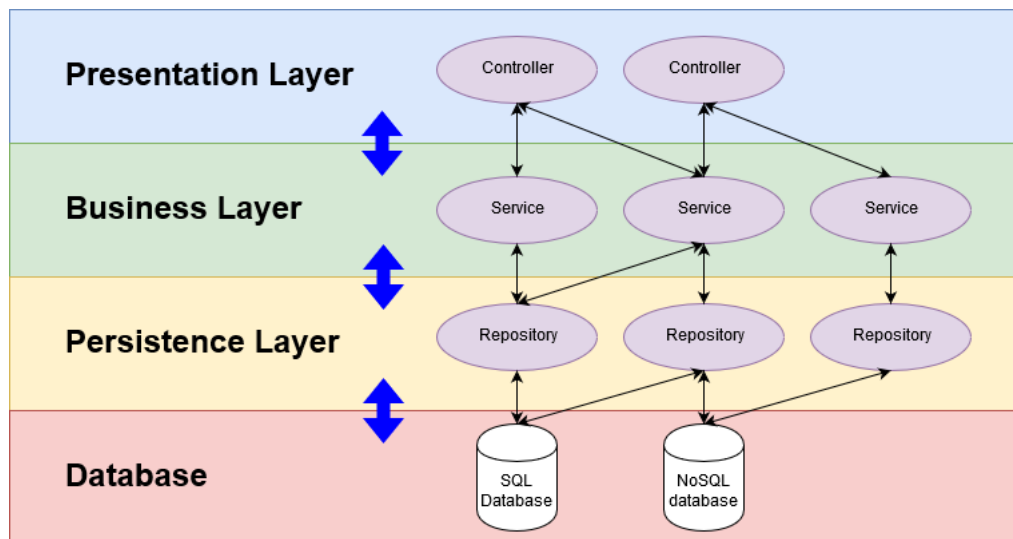 Presentation Layer
Controller
Controller
Business Layer
Service
Service
Service
Persistence Layer
Repository
Repository
Repository
Database
SQL
Database
NoSQL
database